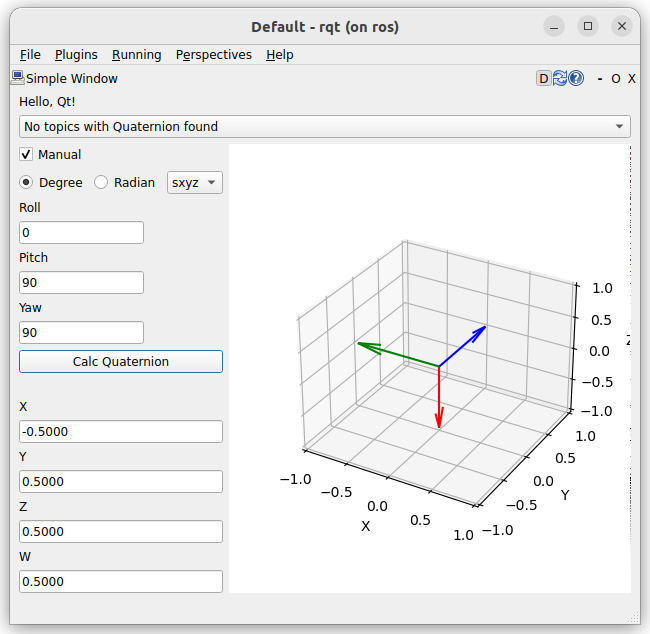 Default - rqt (on ros)
File Plugins Running Perspectives Help
Simple Window D ? - O X
Hello, Qt!
No topics with Quaternion found
Manual
Degree Radian sxyz
Roll
0
Pitch
90
Yaw
90
Calc Quaternion
X
-0.5000
Y
0.5000
Z
0.5000
W
0.5000
1.0
0.5
0.0
−0.5
−1.0
Z
1.0
0.5
0.0
−0.5
−1.0
Y
−1.0
−0.5
0.0
0.5
1.0
X